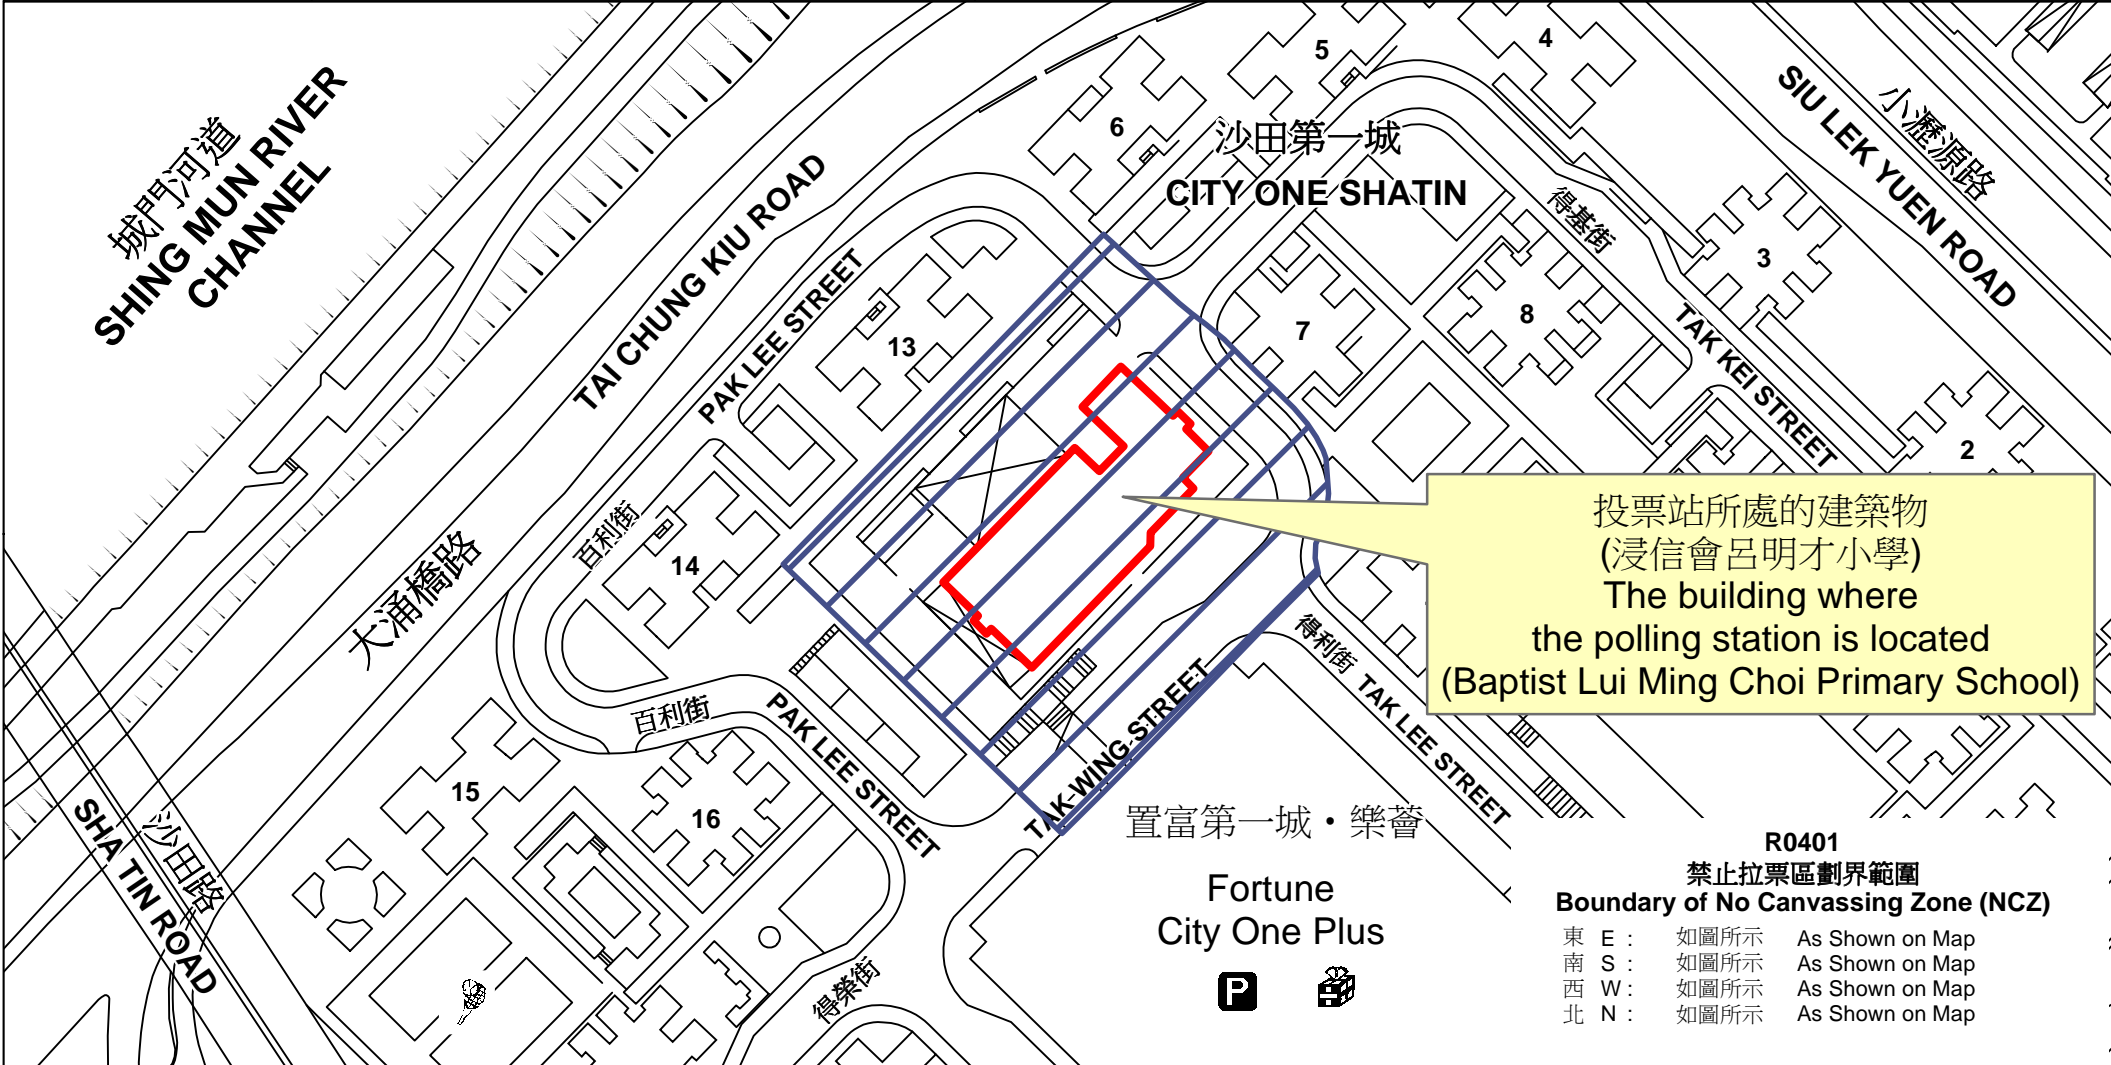 城門河道
SHING MUN RIVER
CHANNEL
大涌橋路
TAI CHUNG KIU ROAD
PAK LEE STREET
百利街
百利街
PAK LEE STREET
沙田路
SHA TIN ROAD
得榮街
TAK WING STREET
得利街 TAK LEE STREET
得基街
TAK KEI STREET
小瀝源路
SIU LEK YUEN ROAD
沙田第一城
CITY ONE SHATIN
2
3
4
5
6
7
8
13
14
15
16
投票站所處的建築物
(浸信會呂明才小學)
The building where
the polling station is located
(Baptist Lui Ming Choi Primary School)
置富第一城・樂薈
Fortune
City One Plus
P
R0401
禁止拉票區劃界範圍
Boundary of No Canvassing Zone (NCZ)
東 E : 如圖所示 As Shown on Map
南 S : 如圖所示 As Shown on Map
西 W : 如圖所示 As Shown on Map
北 N : 如圖所示 As Shown on Map